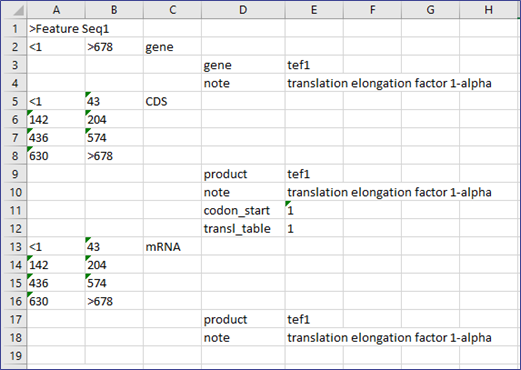 A B C D E F G H
1 >Feature Seq1
2 <1 >678 gene
3 gene tef1
4 note translation elongation factor 1-alpha
5 <1 43 CDS
6 142 204
7 436 574
8 630 >678
9 product tef1
10 note translation elongation factor 1-alpha
11 codon_start 1
12 transl_table 1
13 <1 43 mRNA
14 142 204
15 436 574
16 630 >678
17 product tef1
18 note translation elongation factor 1-alpha
19